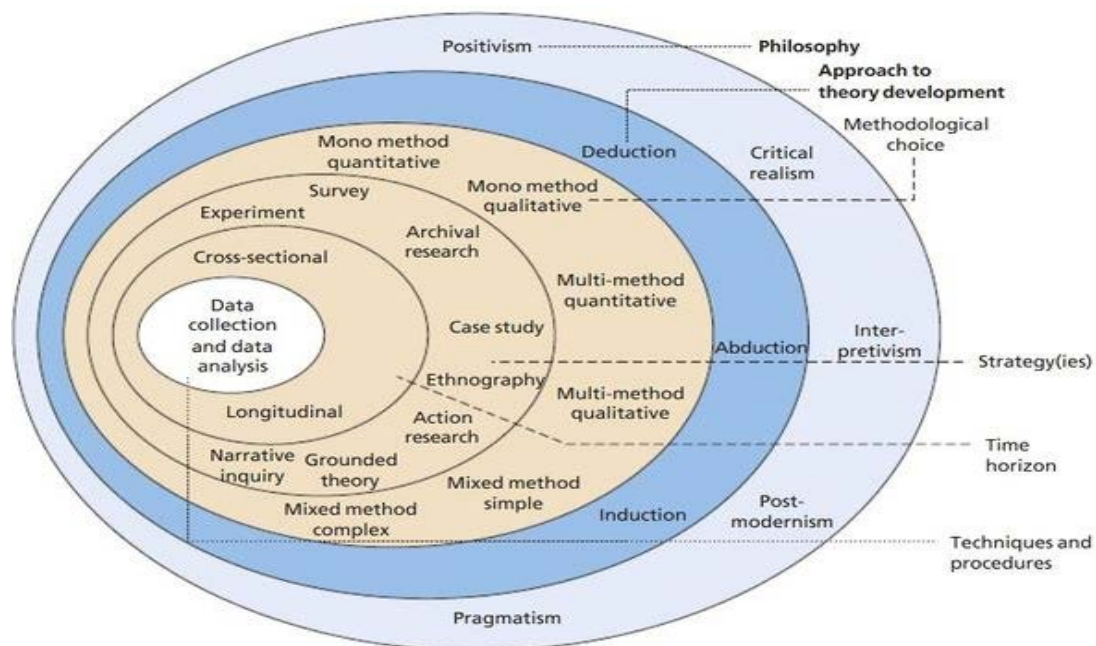 Positivism
Philosophy
Approach to
theory development
Methodological
choice
Deduction
Critical
realism
Mono method
quantitative
Mono method
qualitative
Survey
Experiment
Archival
research
Cross-sectional
Multi-method
quantitative
Data
collection
and data
analysis
Case study
Abduction
Inter-
pretivism
Strategy(ies)
Ethnography
Multi-method
qualitative
Longitudinal
Action
research
Time
horizon
Narrative
inquiry
Grounded
theory
Mixed method
simple
Mixed method
complex
Induction
Post-
modernism
Techniques and
procedures
Pragmatism